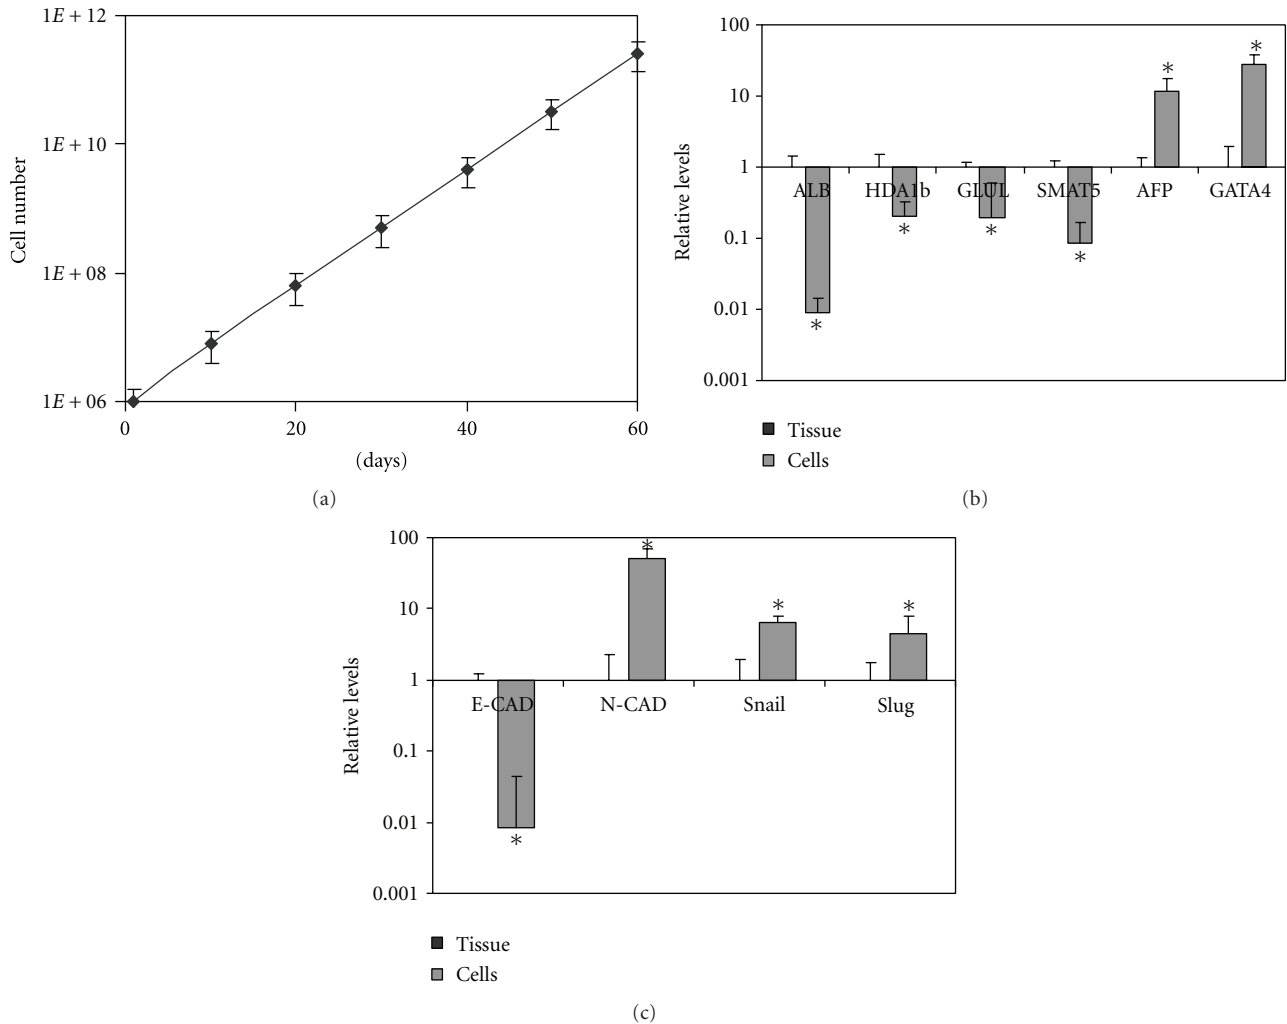 1E + 12
1E + 10
1E + 08
1E + 06
Cell number
0
20
40
60
(days)
(a)
100
10
1
0.1
0.01
0.001
Relative levels
ALB
HDA1b
GLUL
SMAT5
AFP
GATA4
*
*
*
*
*
*
Tissue
Cells
(b)
100
10
1
0.1
0.01
0.001
Relative levels
E-CAD
N-CAD
Snail
Slug
*
*
*
*
Tissue
Cells
(c)